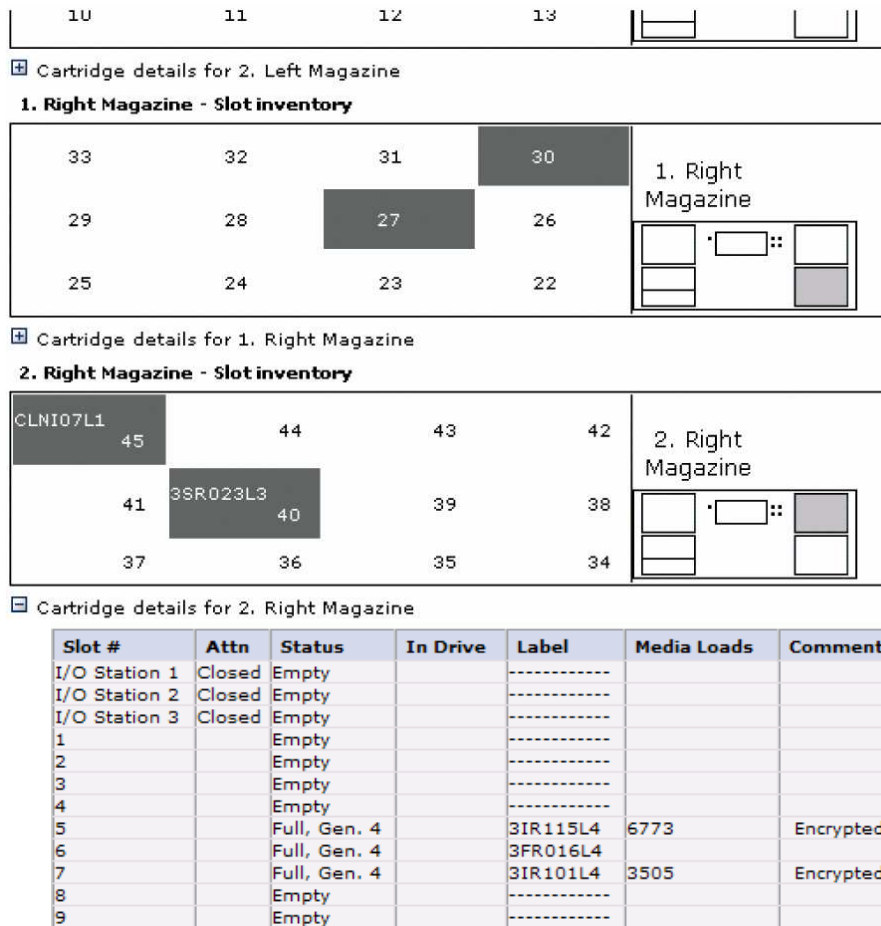 10 11 12 13
Cartridge details for 2. Left Magazine
1. Right Magazine - Slot inventory
33 32 31 30
1. Right
Magazine
29 28 27 26
25 24 23 22
Cartridge details for 1. Right Magazine
2. Right Magazine - Slot inventory
CLNI07L1
45 44 43 42
2. Right
Magazine
3SR023L3
41 40 39 38
37 36 35 34
Cartridge details for 2. Right Magazine
Slot # Attn Status In Drive Label Media Loads Comment
I/O Station 1 Closed Empty ------------
I/O Station 2 Closed Empty ------------
I/O Station 3 Closed Empty ------------
1 Empty ------------
2 Empty ------------
3 Empty ------------
4 Empty ------------
5 Full, Gen. 4 3IR115L4 6773 Encrypted
6 Full, Gen. 4 3FR016L4
7 Full, Gen. 4 3IR101L4 3505 Encrypted
8 Empty ------------
9 Empty ------------